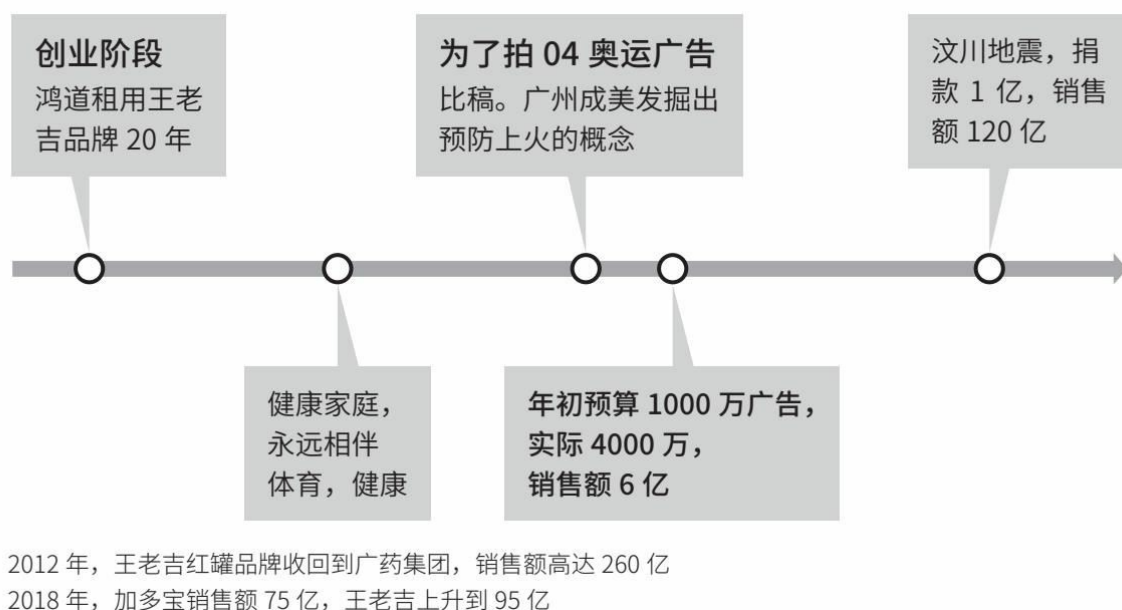 创业阶段
鸿道租用王老
吉品牌 20 年
为了拍 04 奥运广告
比稿。广州成美发掘出
预防上火的概念
汶川地震，捐
款 1 亿，销售
额 120 亿
健康家庭，
永远相伴
体育，健康
年初预算 1000 万广告，
实际 4000 万，
销售额 6 亿
2012 年，王老吉红罐品牌收回到广药集团，销售额高达 260 亿
2018 年，加多宝销售额 75 亿，王老吉上升到 95 亿